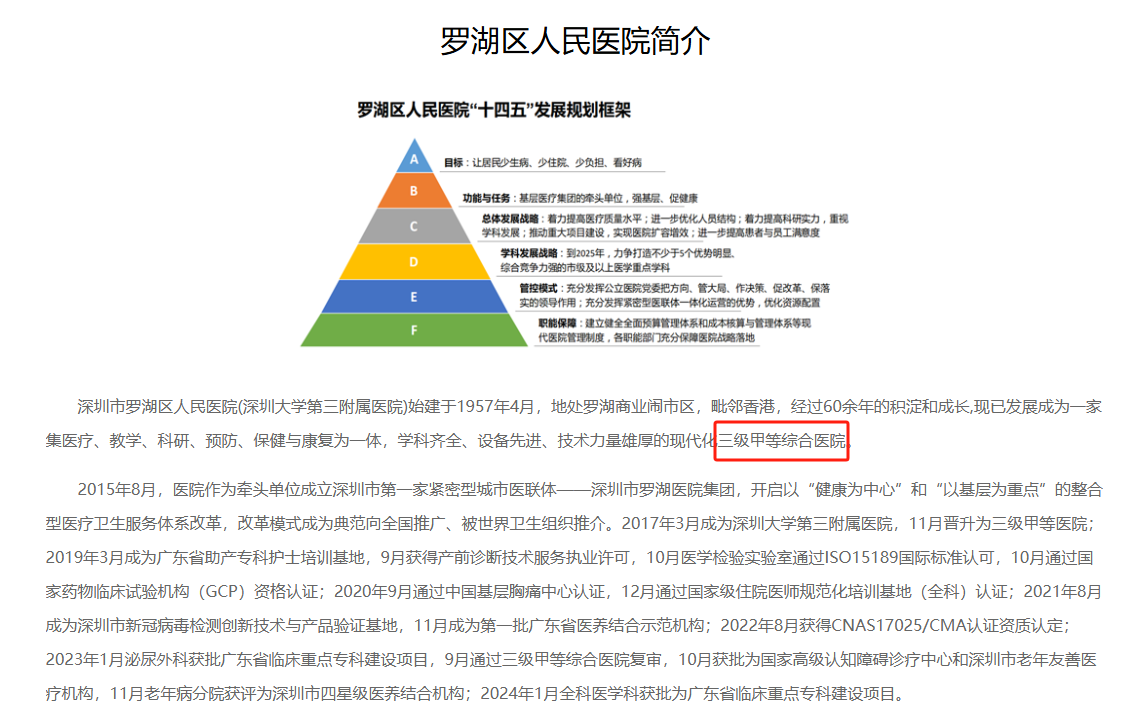 罗湖区人民医院简介
罗湖区人民医院“十四五”发展规划框架
A
目标：让居民少生病、少住院、少负担、看好病
B
功能与任务：基层医疗集团的牵头单位，强基层、促健康
C
总体发展战略：着力提高医疗质量水平；进一步优化人员结构；着力提高科研实力，重视
学科发展；推动重大项目建设，实现医院扩容增效；进一步提高患者与员工满意度
D
学科发展战略：到2025年，力争打造不少于5个优势明显、
综合竞争力强的市级及以上医学重点学科
E
管控模式：充分发挥公立医院党委把方向、管大局、作决策、促改革、保落
实的领导作用；充分发挥紧密型医联体一体化运营的优势，优化资源配置
F
职能保障：建立健全全面预算管理体系和成本核算与管理体系等现
代医院管理制度，各职能部门充分保障医院战略落地
深圳市罗湖区人民医院(深圳大学第三附属医院)始建于1957年4月，地处罗湖商业闹市区，毗邻香港，经过60余年的积淀和成长,现已发展成为一家
集医疗、教学、科研、预防、保健与康复为一体，学科齐全、设备先进、技术力量雄厚的现代化三级甲等综合医院。
2015年8月，医院作为牵头单位成立深圳市第一家紧密型城市医联体——深圳市罗湖医院集团，开启以“健康为中心”和“以基层为重点”的整合
型医疗卫生服务体系改革，改革模式成为典范向全国推广、被世界卫生组织推介。2017年3月成为深圳大学第三附属医院，11月晋升为三级甲等医院；
2019年3月成为广东省助产专科护士培训基地，9月获得产前诊断技术服务执业许可，10月医学检验实验室通过ISO15189国际标准认可，10月通过国
家药物临床试验机构（GCP）资格认证；2020年9月通过中国基层胸痛中心认证，12月通过国家级住院医师规范化培训基地（全科）认证；2021年8月
成为深圳市新冠病毒检测创新技术与产品验证基地，11月成为第一批广东省医养结合示范机构；2022年8月获得CNAS17025/CMA认证资质认定；
2023年1月泌尿外科获批广东省临床重点专科建设项目，9月通过三级甲等综合医院复审，10月获批为国家高级认知障碍诊疗中心和深圳市老年友善医
疗机构，11月老年病分院获评为深圳市四星级医养结合机构；2024年1月全科医学科获批为广东省临床重点专科建设项目。